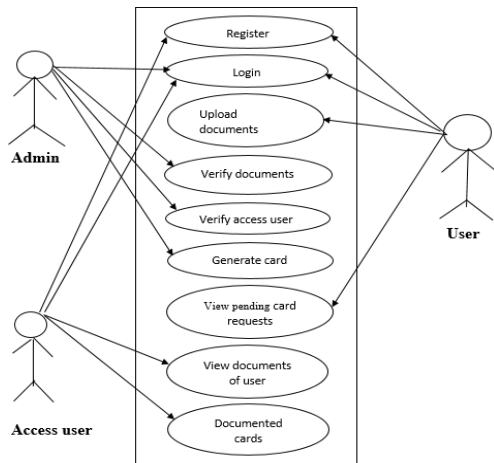 Register
Login
Upload
documents
Admin
Verify documents
Verify access user
User
Generate card
View pending card
requests
View documents
of user
Access user
Documented
cards